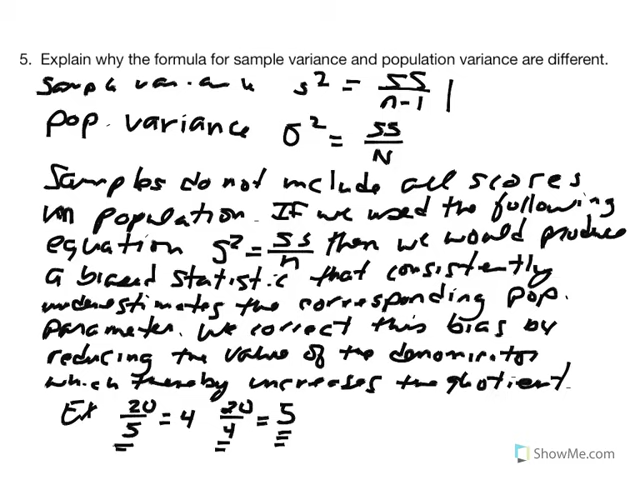 5. Explain why the formula for sample variance and population variance are different.
Sample variance s² = SS/n-1 |
pop. variance σ² = SS/N
Samples do not include all scores
in population. If we used the following
equation s² = SS/n then we would produce
a biased statistic that consistently
underestimates the corresponding pop.
parameter. We correct this bias by
reducing the value of the denominator
which thereby increases the quotient.
Ex 20/5 = 4 20/4 = 5
ShowMe.com